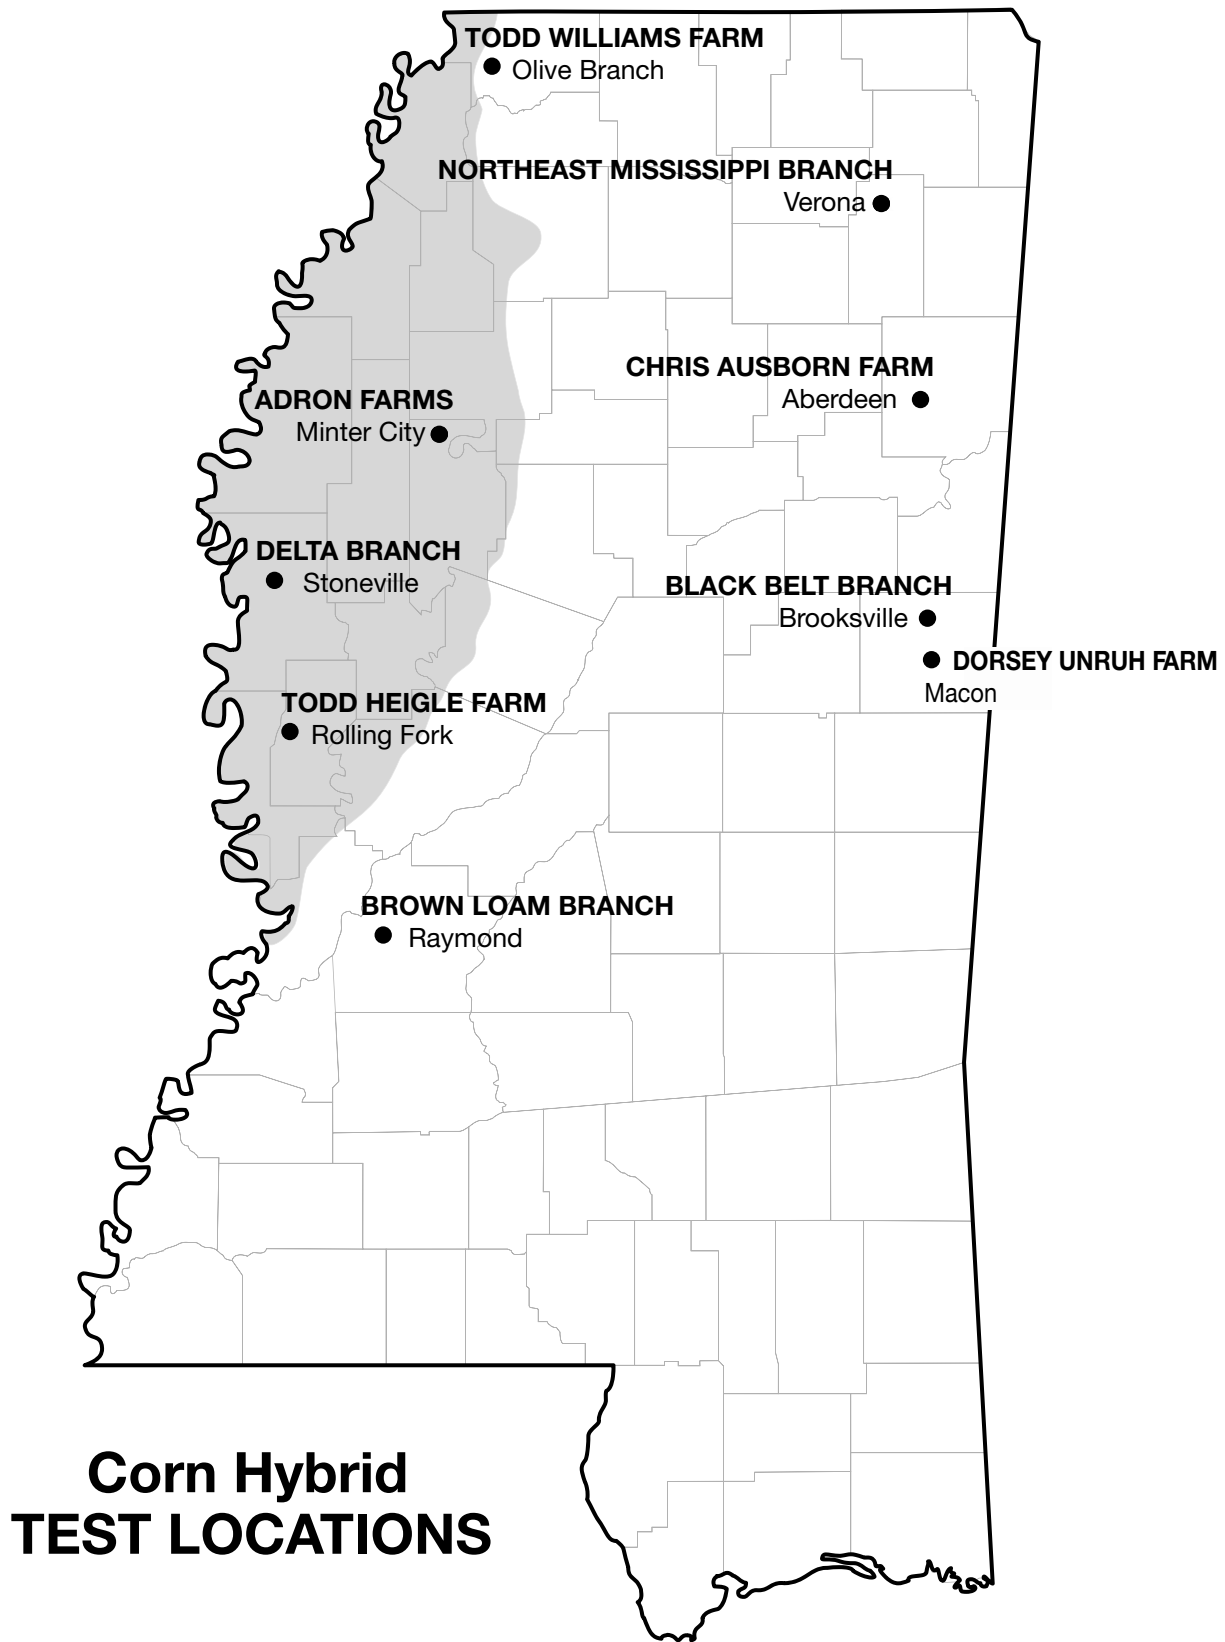 TODD WILLIAMS FARM
Olive Branch
NORTHEAST MISSISSIPPI BRANCH
Verona
CHRIS AUSBORN FARM
Aberdeen
ADRON FARMS
Minter City
DELTA BRANCH
Stoneville
BLACK BELT BRANCH
Brooksville
DORSEY UNRUH FARM
Macon
TODD HEIGLE FARM
Rolling Fork
BROWN LOAM BRANCH
Raymond
Corn Hybrid
TEST LOCATIONS